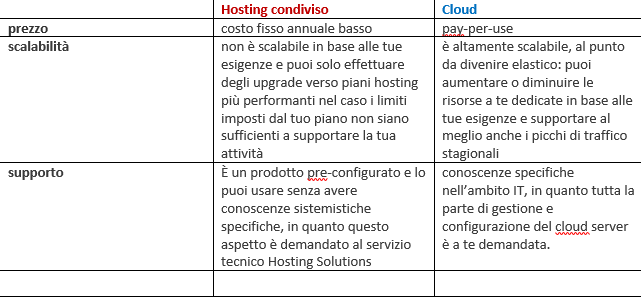 Hosting condiviso Cloud
prezzo costo fisso annuale basso pay-per-use
scalabilità
non è scalabile in base alle tue
esigenze e puoi solo effettuare
degli upgrade verso piani hosting
più performanti nel caso i limiti
imposti dal tuo piano non siano
sufficienti a supportare la tua
attività
è altamente scalabile, al punto
da divenire elastico: puoi
aumentare o diminuire le
risorse a te dedicate in base alle
tue esigenze e supportare al
meglio anche i picchi di traffico
stagionali
supporto
È un prodotto pre-configurato e lo
puoi usare senza avere
conoscenze sistemistiche
specifiche, in quanto questo
aspetto è demandato al servizio
tecnico Hosting Solutions
conoscenze specifiche
nell'ambito IT, in quanto tutta la
parte di gestione e
configurazione del cloud server
è a te demandata.